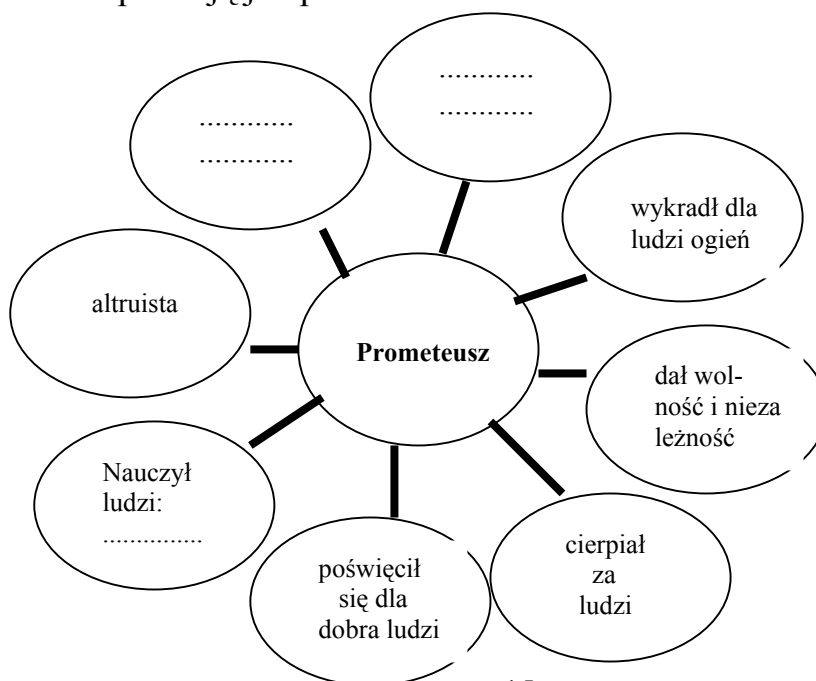 ............
............
............
............
wykradł dla
ludzi ogień
altruista
Prometeusz
dał wol-
ność i nieza
leżność
Nauczył
ludzi:
...............
cierpiał
za
ludzi
poświęcił
się dla
dobra ludzi